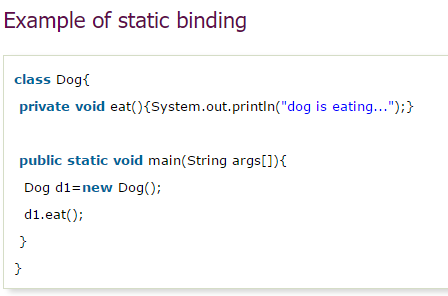 Example of static binding
class Dog{
private void eat(){System.out.println("dog is eating...");}
public static void main(String args[]){
Dog d1=new Dog();
d1.eat();
}
}